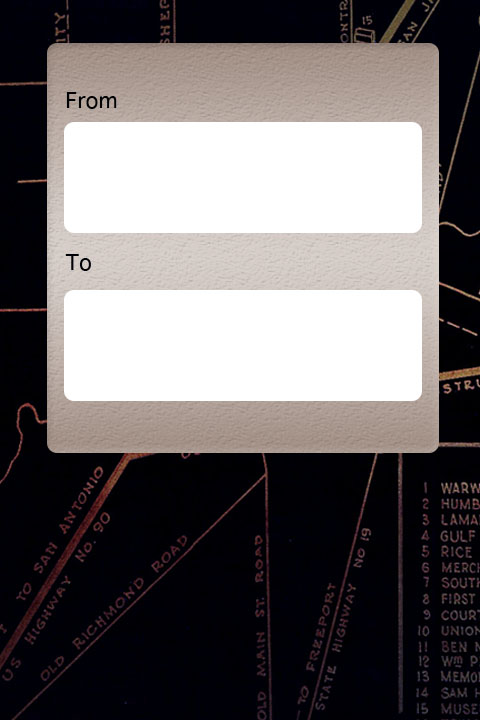 15
From
To
TO SAN ANTONIO
US HIGHWAY No. 90
OLD RICHMOND ROAD
OLD MAIN ST. ROAD
TO FREEPORT
STATE HIGHWAY No 19
1 WARW
2 HUMB
3 LAMA
4 GULF
5 RICE
6 MERCH
7 SOUTH
8 FIRST
9 COURT
10 UNION
11 BEN M
12 Wm P
13 MEMO
14 SAM H
15 MUSE